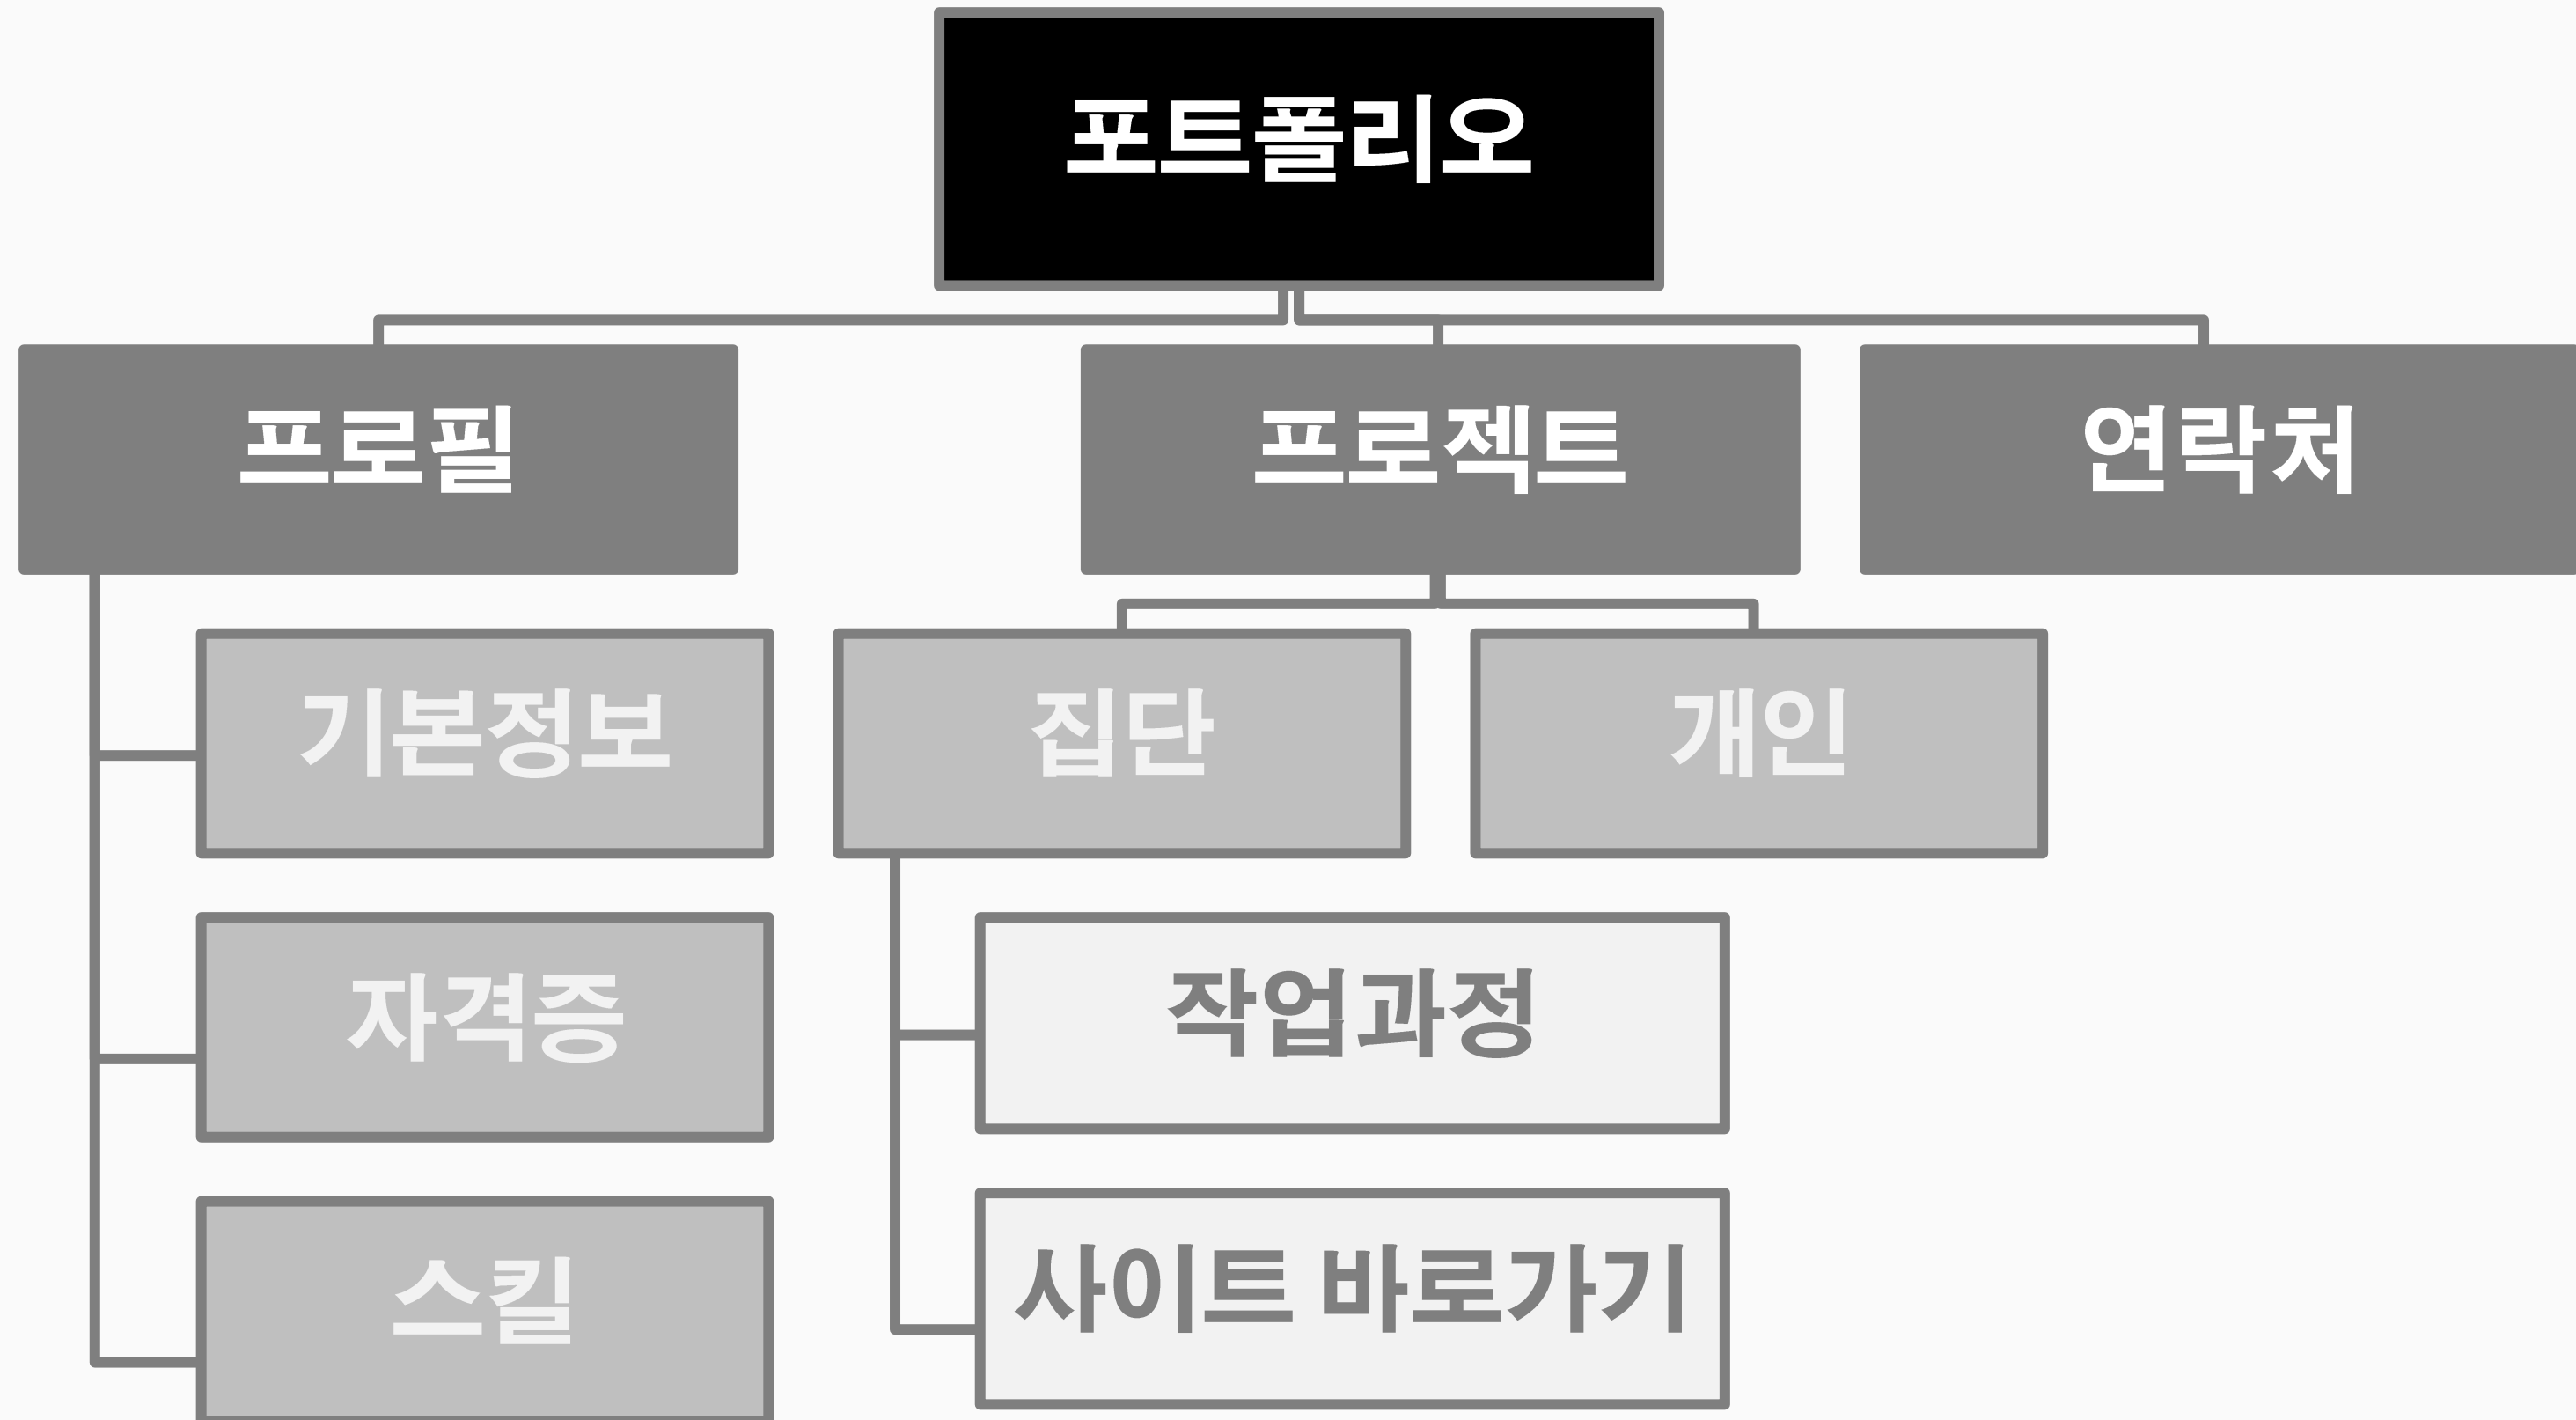 포트폴리오
프로필
프로젝트
연락처
기본정보
집단
개인
자격증
작업과정
스킬
사이트 바로가기